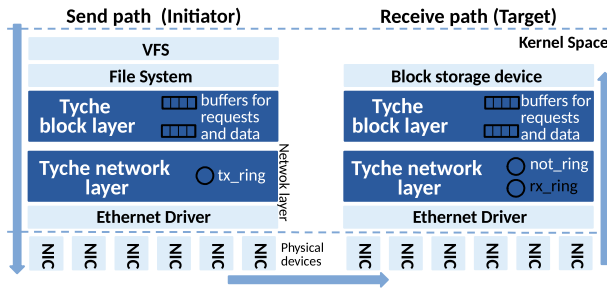 Send path (Initiator)
Receive path (Target)
Kernel Space
VFS
File System
Tyche
block layer
buffers for
requests
and data
Tyche network
layer
tx_ring
Network layer
Ethernet Driver
Block storage device
Tyche
block layer
buffers for
requests
and data
Tyche network
layer
not_ring
rx_ring
Ethernet Driver
NIC
NIC
NIC
NIC
NIC
NIC
Physical
devices
NIC
NIC
NIC
NIC
NIC
NIC